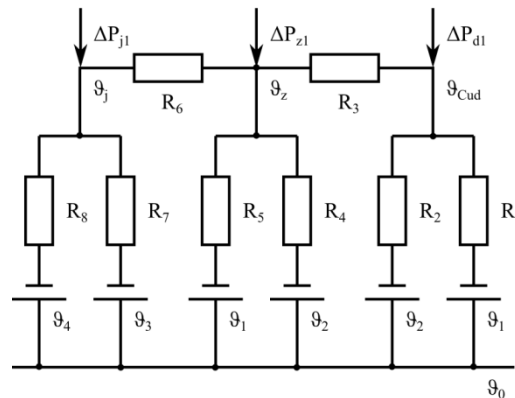 ΔP_j1 ΔP_z1 ΔP_d1
ϑ_j R_6 ϑ_z R_3 ϑ_Cud
R_8 R_7 R_5 R_4 R_2 R
ϑ_4 ϑ_3 ϑ_1 ϑ_2 ϑ_2 ϑ_1
ϑ_0